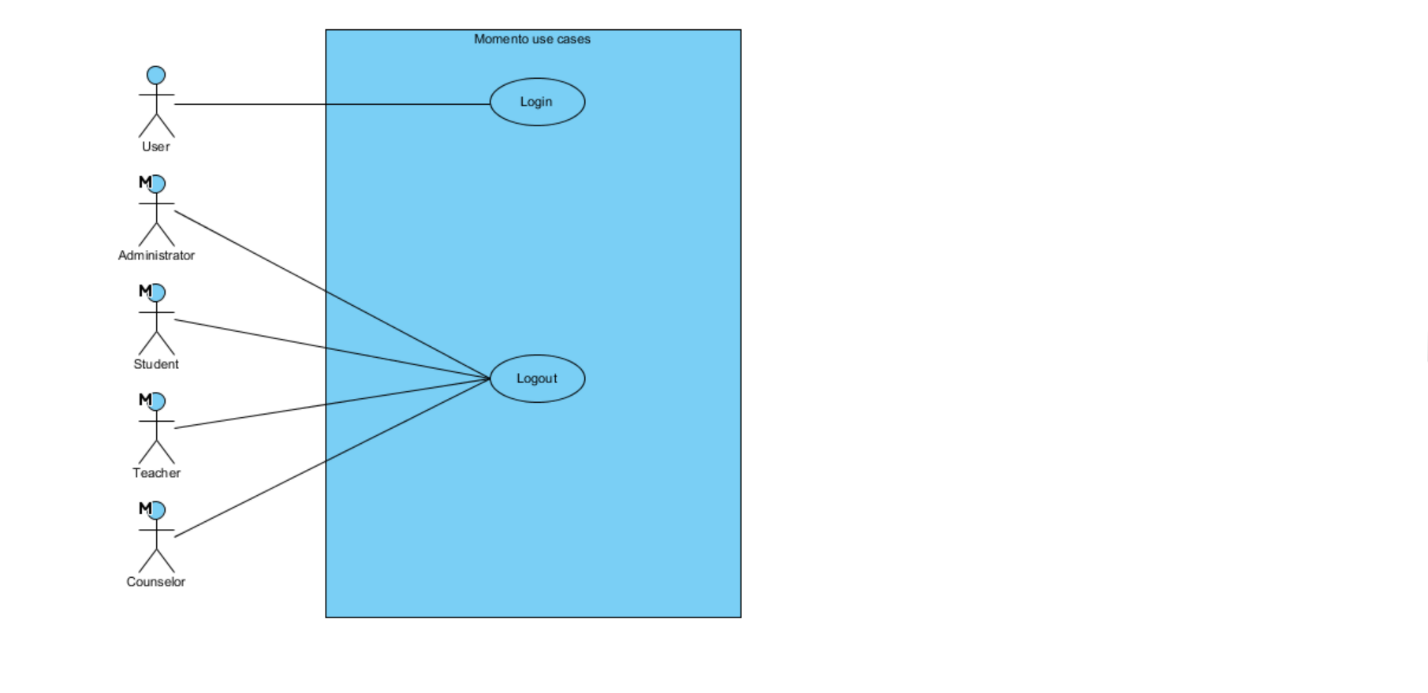 Momento use cases
Login
User
M
Administrator
M
Student
Logout
M
Teacher
M
Counselor